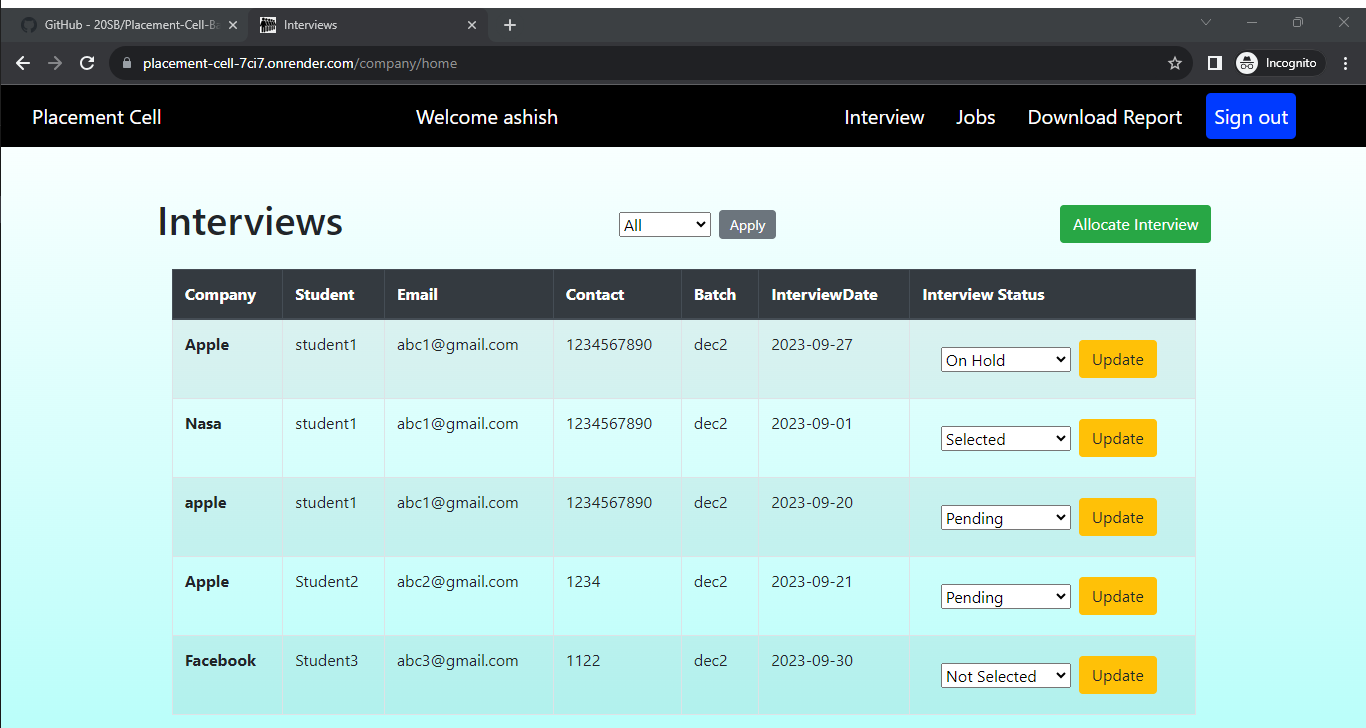 GitHub - 20SB/Placement-Cell-Ba
Interviews
placement-cell-7ci7.onrender.com/company/home
Incognito
Placement Cell Welcome ashish Interview Jobs Download Report Sign out
Interviews All Apply Allocate Interview
Company Student Email Contact Batch InterviewDate Interview Status
Apple student1 abc1@gmail.com 1234567890 dec2 2023-09-27 On Hold Update
Nasa student1 abc1@gmail.com 1234567890 dec2 2023-09-01 Selected Update
apple student1 abc1@gmail.com 1234567890 dec2 2023-09-20 Pending Update
Apple Student2 abc2@gmail.com 1234 dec2 2023-09-21 Pending Update
Facebook Student3 abc3@gmail.com 1122 dec2 2023-09-30 Not Selected Update